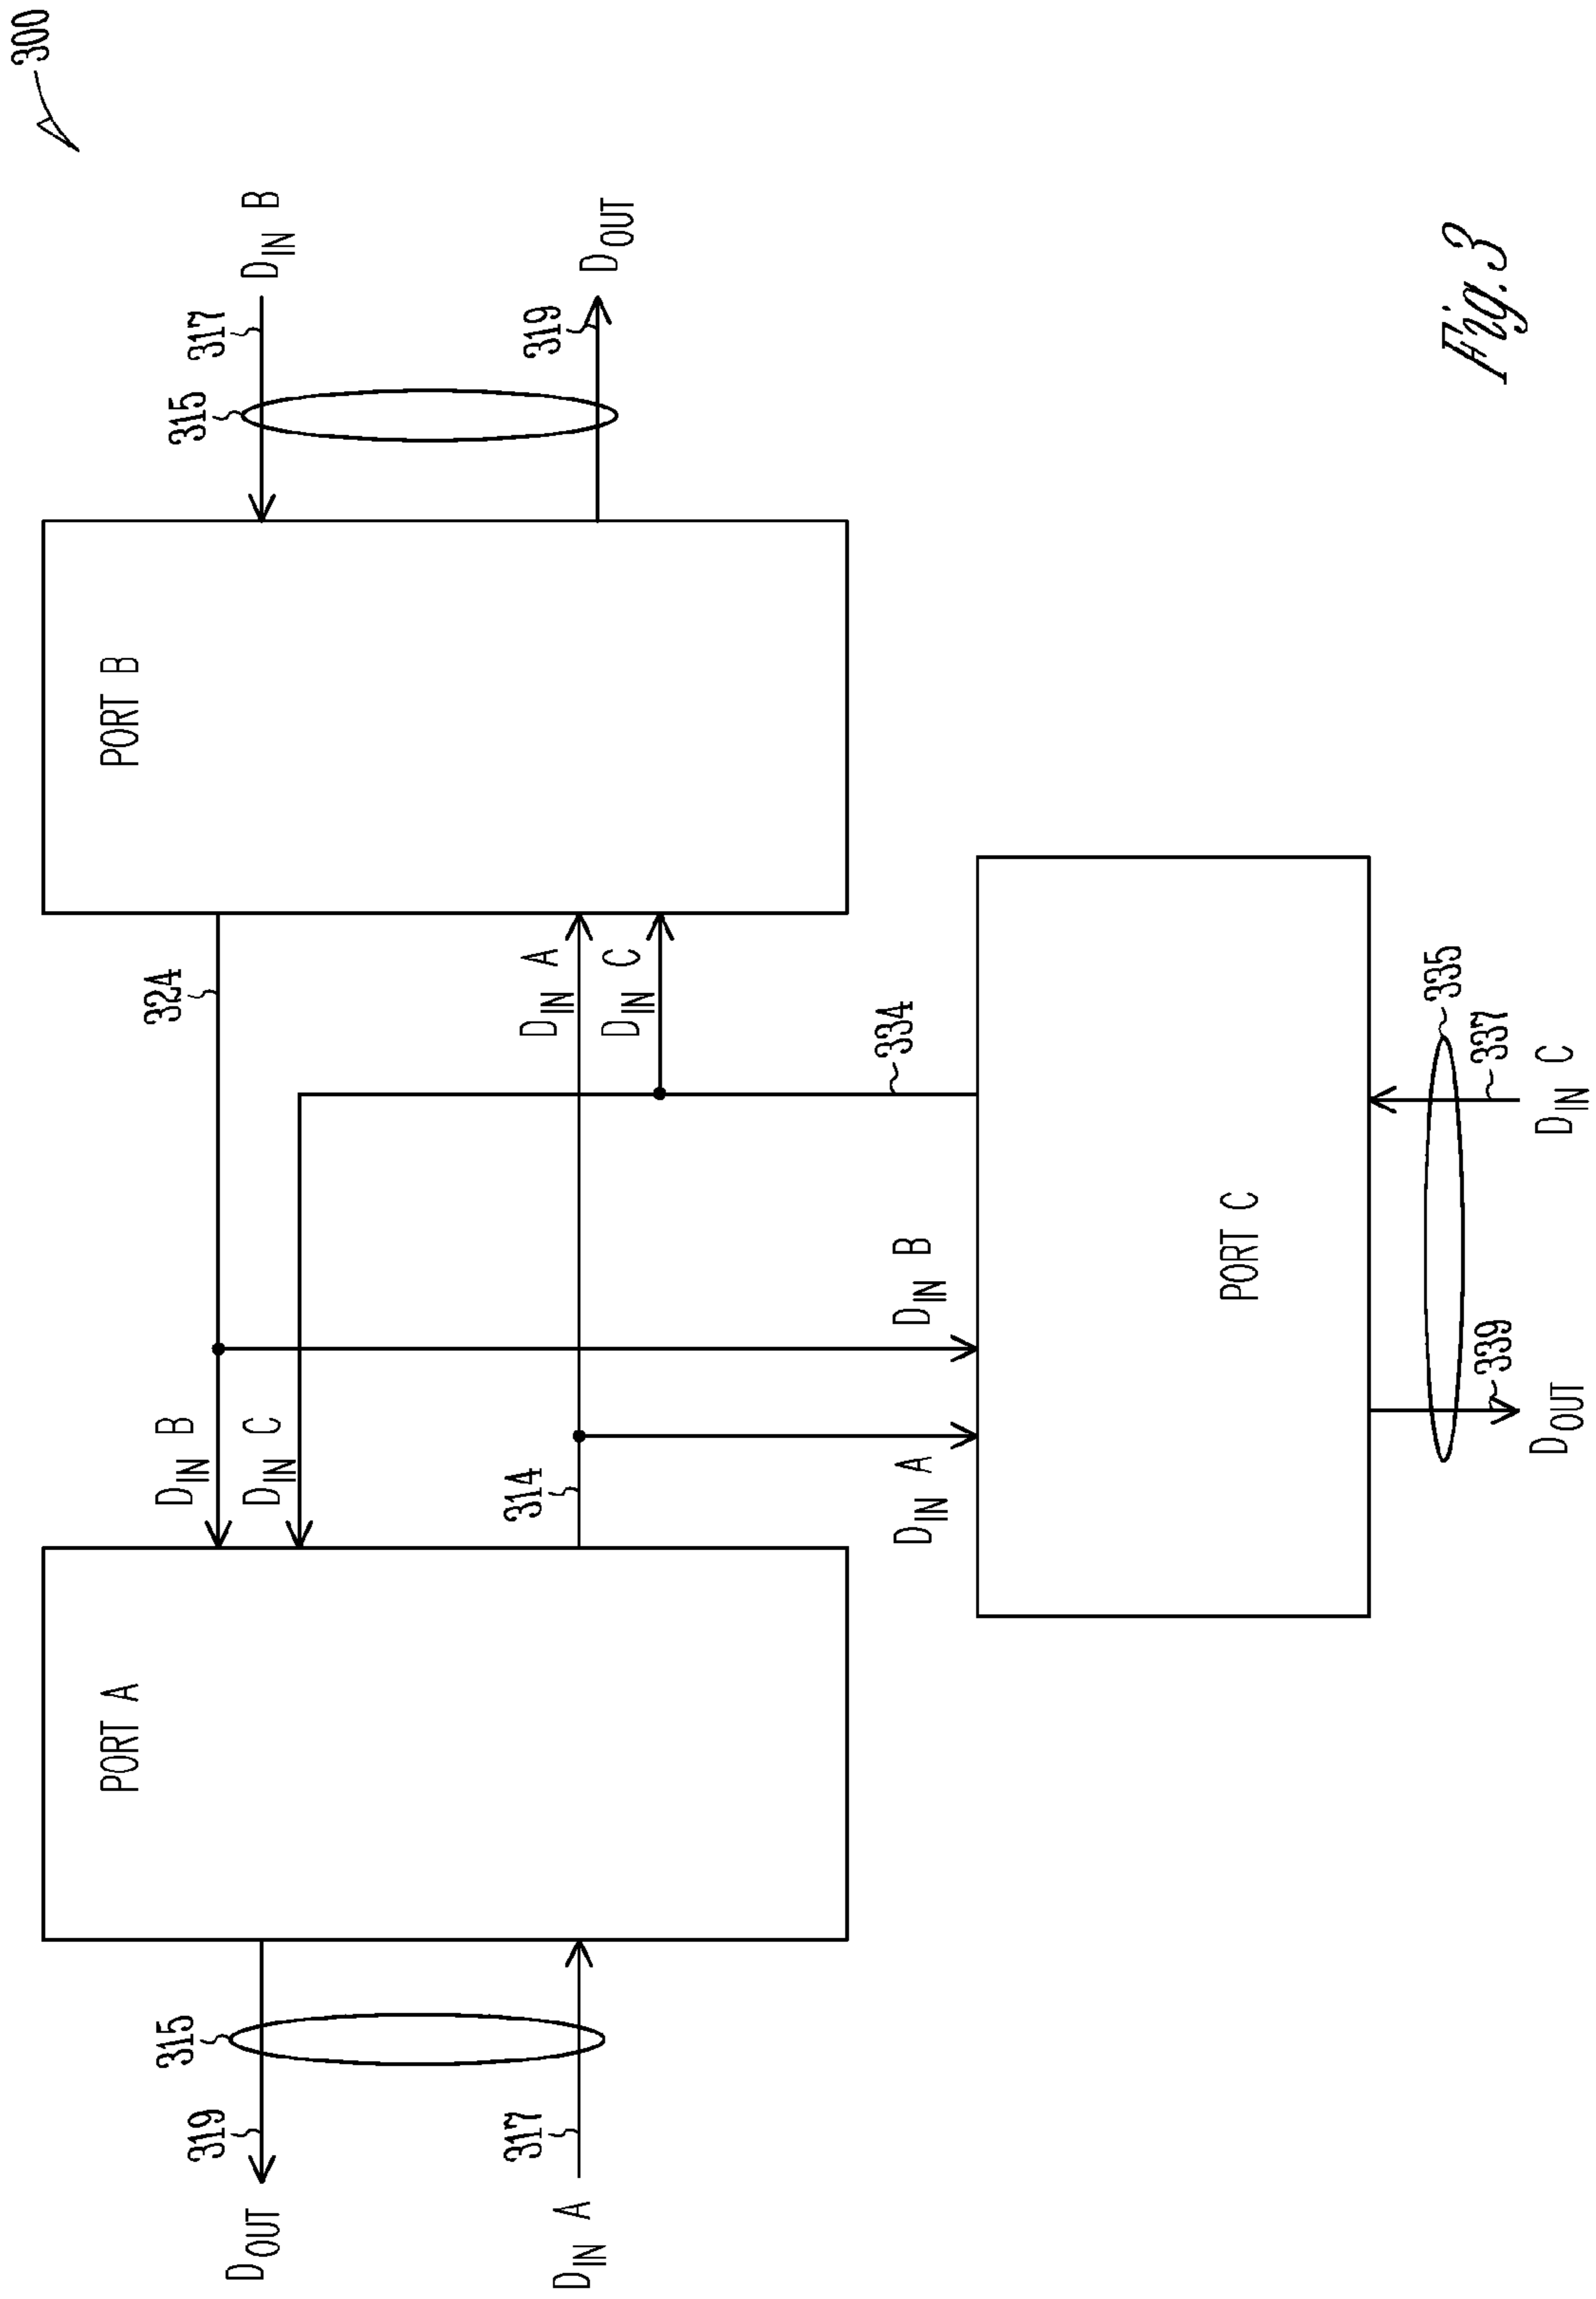 300
PORT A
PORT B
324
D_IN B
D_IN C
315
319
D_OUT
317
D_IN A
315
317
D_IN B
319
D_OUT
314
D_IN A
D_IN C
334
D_IN A
D_IN B
PORT C
335
339
D_OUT
337
D_IN C
Fig. 3